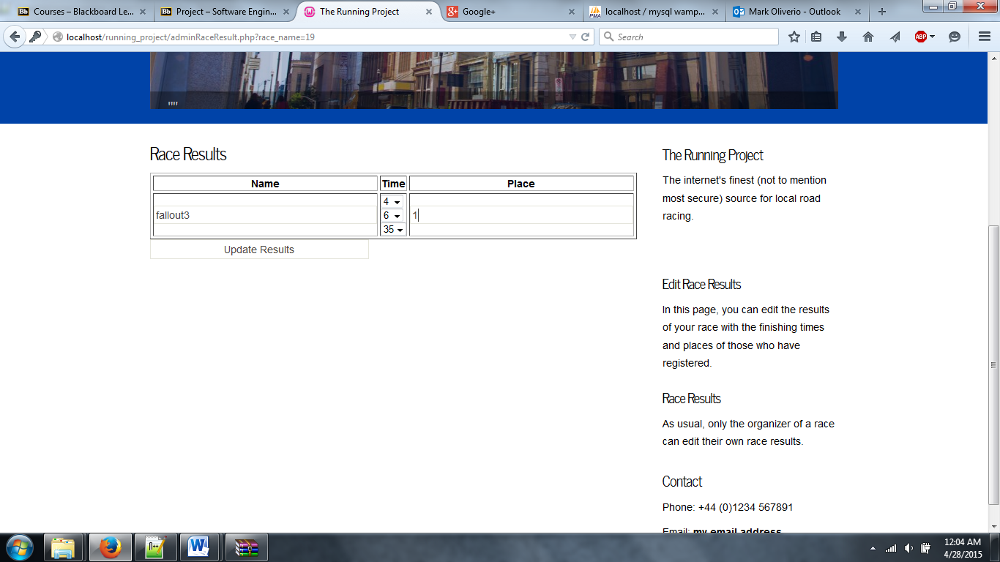 Bb Courses – Blackboard Le...
Bb Project – Software Engin...
The Running Project
g+ Google+
PMA localhost / mysql wamp...
Mark Oliverio - Outlook
localhost/running_project/adminRaceResult.php?race_name=19
Search
ABP
""
Race Results
Name Time Place
fallout3 4 6 35 1
Update Results
The Running Project
The internet's finest (not to mention
most secure) source for local road
racing.
Edit Race Results
In this page, you can edit the results
of your race with the finishing times
and places of those who have
registered.
Race Results
As usual, only the organizer of a race
can edit their own race results.
Contact
Phone: +44 (0)1234 567891
Email: my email address
12:04 AM
4/28/2015